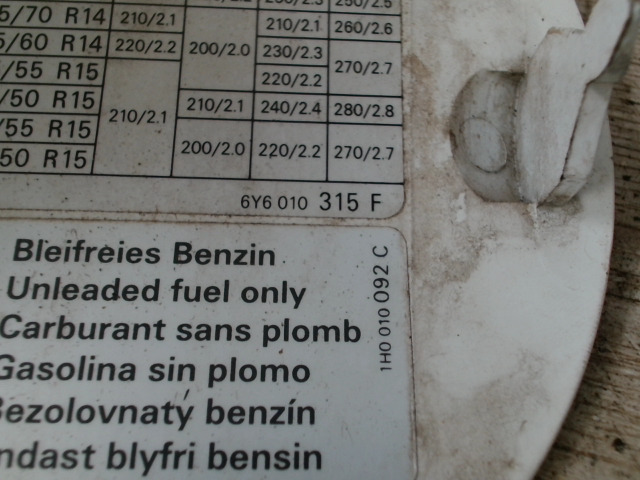 250/2.5
5/70 R14 210/2.1 210/2.1 260/2.6
5/60 R14 220/2.2 200/2.0 230/2.3 270/2.7
/55 R15 220/2.2
/50 R15 210/2.1 210/2.1 240/2.4 280/2.8
/55 R15
50 R15 200/2.0 220/2.2 270/2.7
6Y6 010 315 F
Bleifreies Benzin
Unleaded fuel only
Carburant sans plomb
Gasolina sin plomo
Bezolovnatý benzín
ndast blyfri bensin
1H0 010 092 C